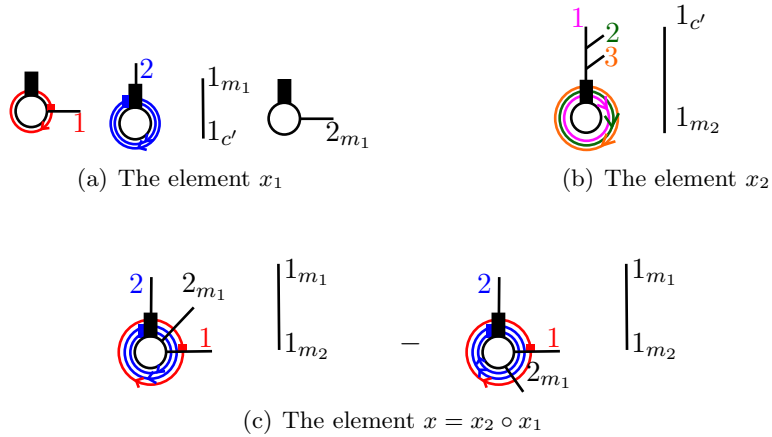 1 2 1_{m_1} 1_{c'} 2_{m_1}
(a) The element x_1
1 2 3 1_{c'} 1_{m_2}
(b) The element x_2
2 2_{m_1} 1 1_{m_1} 1_{m_2} − 2 1 2_{m_1} 1_{m_1} 1_{m_2}
(c) The element x = x_2 ∘ x_1